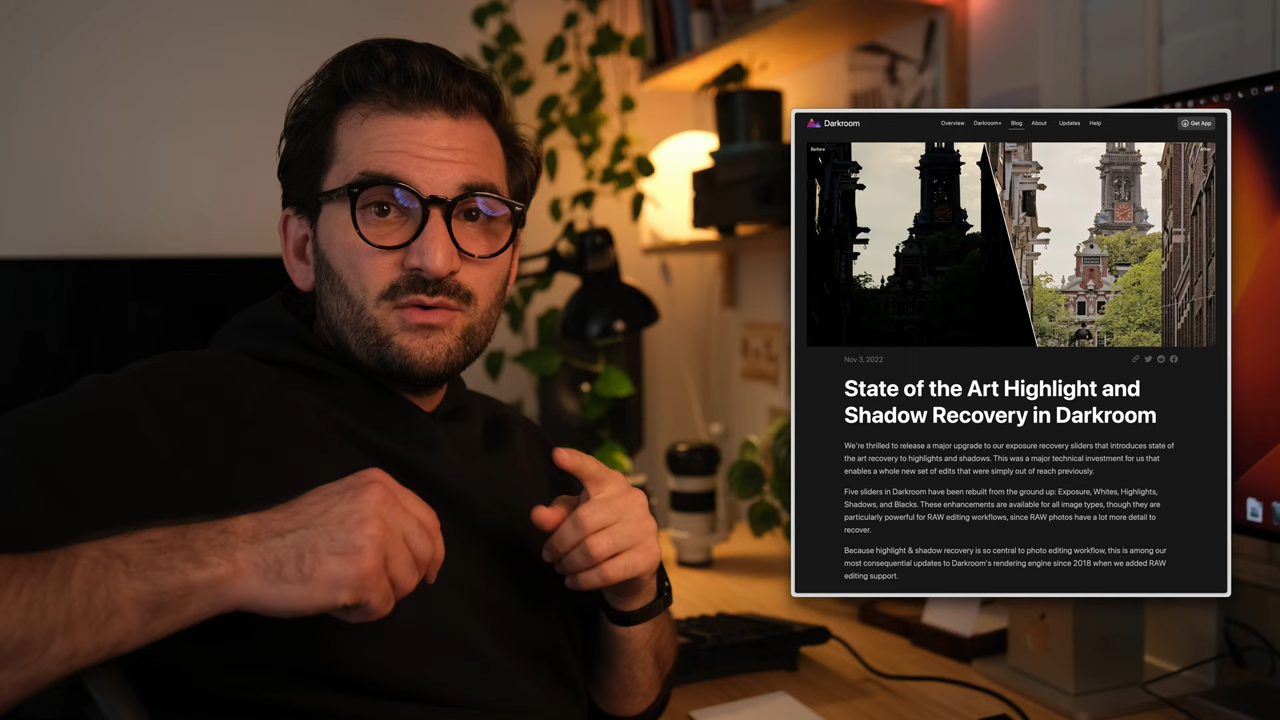 Darkroom
Overview Darkroom+ Blog About Updates Help
Get App
Before
After
Nov 3, 2022
State of the Art Highlight and
Shadow Recovery in Darkroom
We're thrilled to release a major upgrade to our exposure recovery sliders that introduces state of
the art recovery to highlights and shadows. This was a major technical investment for us that
enables a whole new set of edits that were simply out of reach previously.
Five sliders in Darkroom have been rebuilt from the ground up: Exposure, Whites, Highlights,
Shadows, and Blacks. These enhancements are available for all image types, though they are
particularly powerful for RAW editing workflows, since RAW photos have a lot more detail to
recover.
Because highlight & shadow recovery is so central to photo editing workflow, this is among our
most consequential updates to Darkroom's rendering engine since 2018 when we added RAW
editing support.